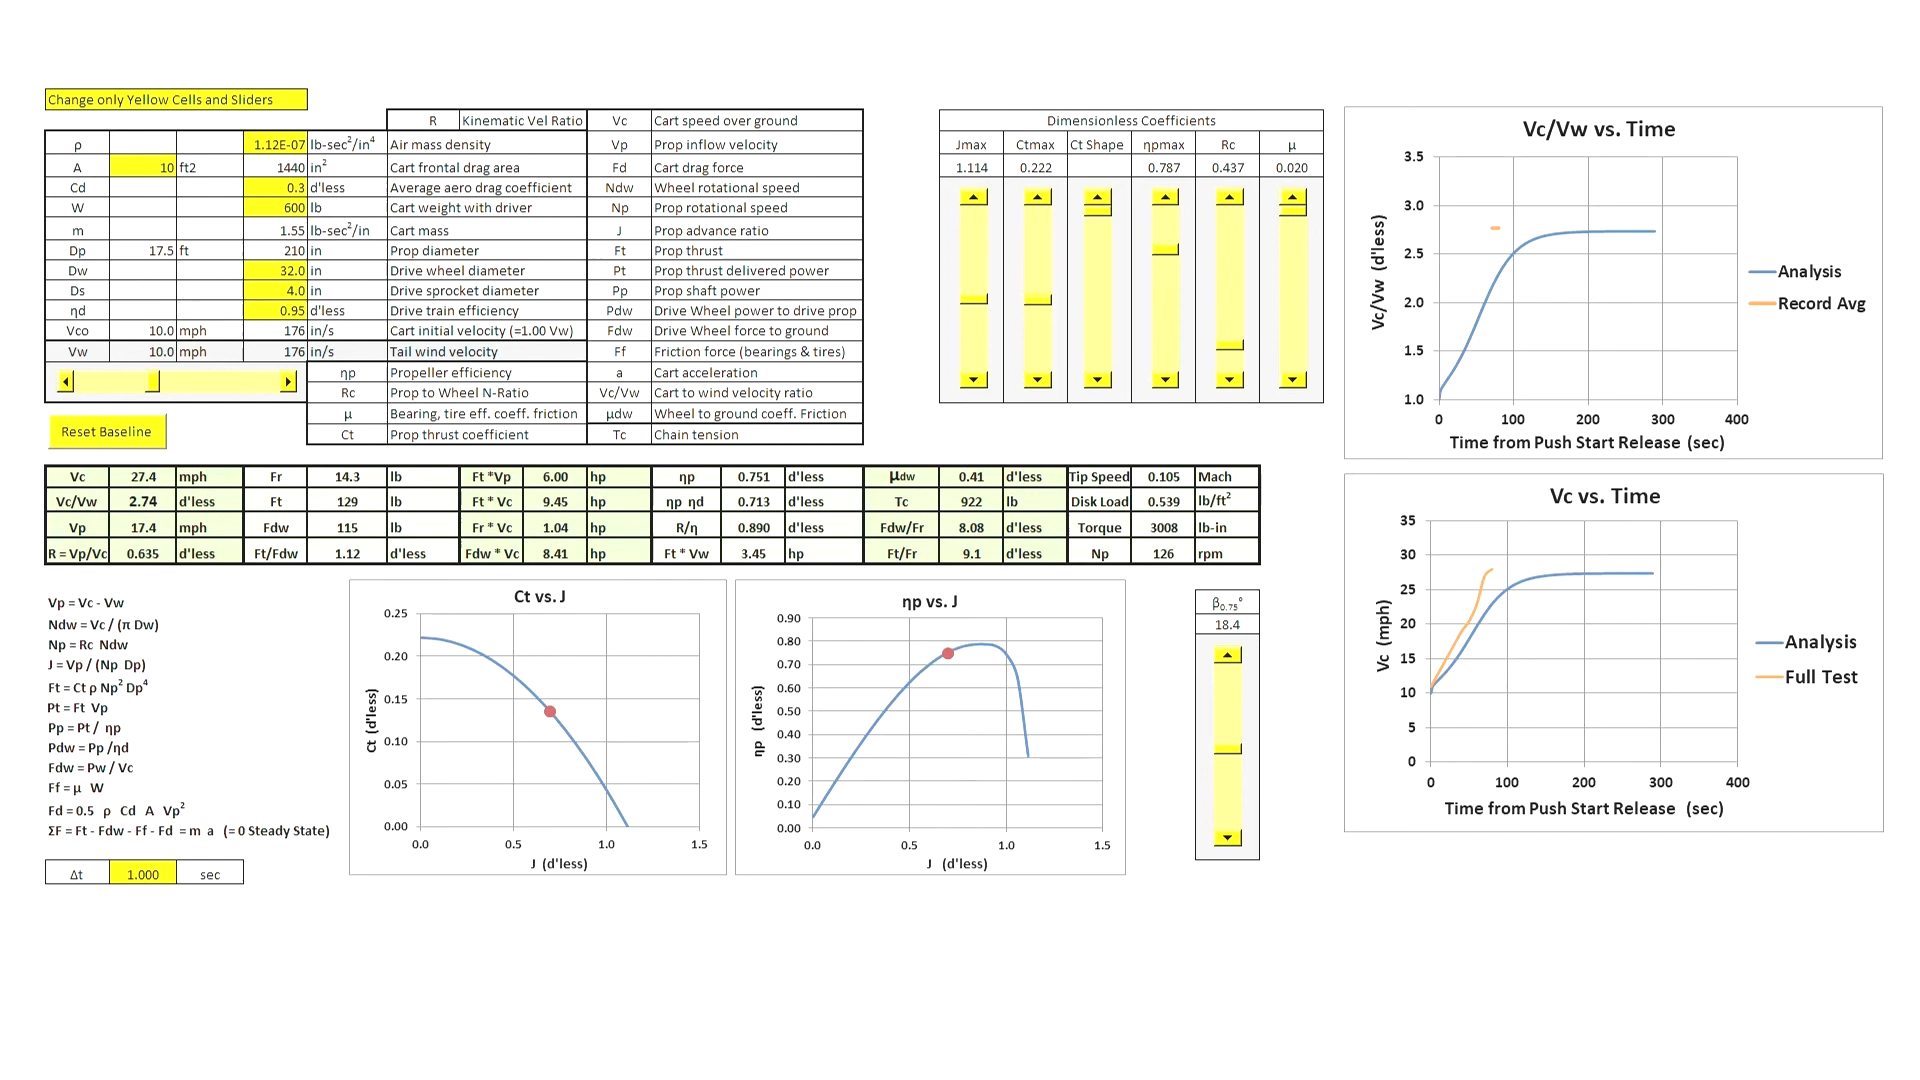 Change only Yellow Cells and Sliders
R Kinematic Vel Ratio Vc Cart speed over ground
ρ 1.12E-07 lb-sec²/in⁴ Air mass density Vp Prop inflow velocity
A 10 ft2 1440 in² Cart frontal drag area Fd Cart drag force
Cd 0.3 d'less Average aero drag coefficient Ndw Wheel rotational speed
W 600 lb Cart weight with driver Np Prop rotational speed
m 1.55 lb-sec²/in Cart mass J Prop advance ratio
Dp 17.5 ft 210 in Prop diameter Ft Prop thrust
Dw 32.0 in Drive wheel diameter Pt Prop thrust delivered power
Ds 4.0 in Drive sprocket diameter Pp Prop shaft power
ηd 0.95 d'less Drive train efficiency Pdw Drive Wheel power to drive prop
Vco 10.0 mph 176 in/s Cart initial velocity (=1.00 Vw) Fdw Drive Wheel force to ground
Vw 10.0 mph 176 in/s Tail wind velocity Ff Friction force (bearings & tires)
ηp Propeller efficiency a Cart acceleration
Rc Prop to Wheel N-Ratio Vc/Vw Cart to wind velocity ratio
μ Bearing, tire eff. coeff. friction μdw Wheel to ground coeff. Friction
Ct Prop thrust coefficient Tc Chain tension
Reset Baseline
Dimensionless Coefficients
Jmax Ctmax Ct Shape ηpmax Rc μ
1.114 0.222 0.787 0.437 0.020
Vc/Vw vs. Time
3.5
3.0
2.5
2.0
1.5
1.0
Vc/Vw (d'less)
0 100 200 300 400
Time from Push Start Release (sec)
Analysis
Record Avg
Vc 27.4 mph Fr 14.3 lb Ft *Vp 6.00 hp ηp 0.751 d'less μdw 0.41 d'less Tip Speed 0.105 Mach
Vc/Vw 2.74 d'less Ft 129 lb Ft * Vc 9.45 hp ηp ηd 0.713 d'less Tc 922 lb Disk Load 0.539 lb/ft²
Vp 17.4 mph Fdw 115 lb Fr * Vc 1.04 hp R/η 0.890 d'less Fdw/Fr 8.08 d'less Torque 3008 lb-in
R = Vp/Vc 0.635 d'less Ft/Fdw 1.12 d'less Fdw * Vc 8.41 hp Ft * Vw 3.45 hp Ft/Fr 9.1 d'less Np 126 rpm
Vc vs. Time
35
30
25
20
15
10
5
0
Vc (mph)
0 100 200 300 400
Time from Push Start Release (sec)
Analysis
Full Test
Vp = Vc - Vw
Ndw = Vc / (π Dw)
Np = Rc Ndw
J = Vp / (Np Dp)
Ft = Ct ρ Np² Dp⁴
Pt = Ft Vp
Pp = Pt / ηp
Pdw = Pp /ηd
Fdw = Pw / Vc
Ff = μ W
Fd = 0.5 ρ Cd A Vp²
ΣF = Ft - Fdw - Ff - Fd = m a (= 0 Steady State)
Δt 1.000 sec
Ct vs. J
0.25
0.20
0.15
0.10
0.05
0.00
Ct (d'less)
0.0 0.5 1.0 1.5
J (d'less)
ηp vs. J
0.90
0.80
0.70
0.60
0.50
0.40
0.30
0.20
0.10
0.00
ηp (d'less)
0.0 0.5 1.0 1.5
J (d'less)
β0.75°
18.4